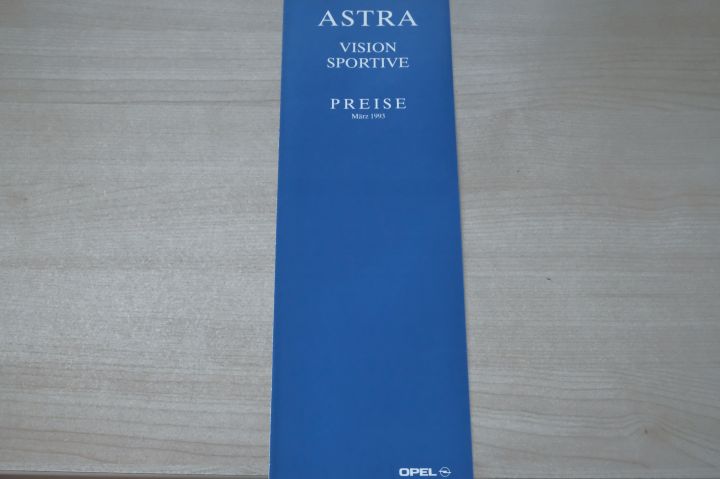 ASTRA
VISION
SPORTIVE
PREISE
März 1993
OPEL